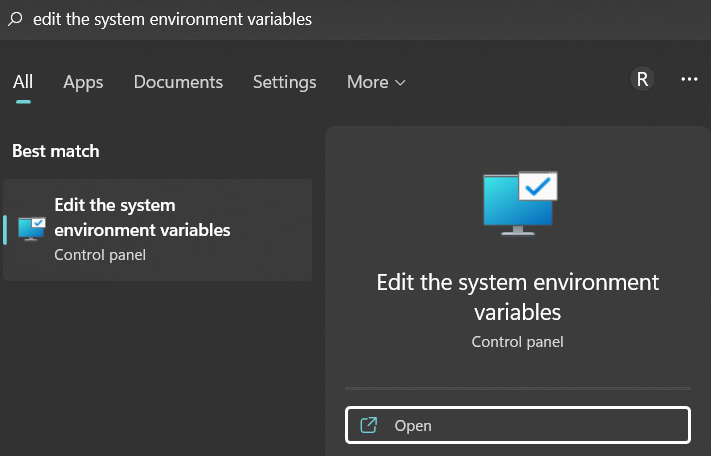 edit the system environment variables
All Apps Documents Settings More R
Best match
Edit the system
environment variables
Control panel
Edit the system environment
variables
Control panel
Open